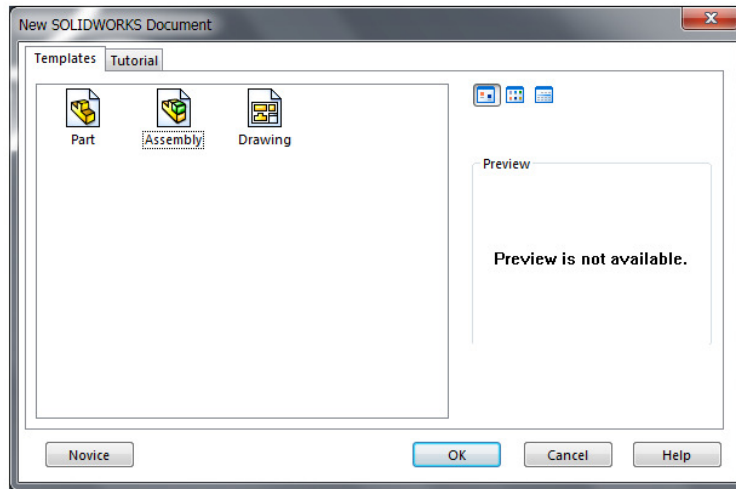 New SOLIDWORKS Document
Templates Tutorial
Part Assembly Drawing
Preview
Preview is not available.
Novice OK Cancel Help